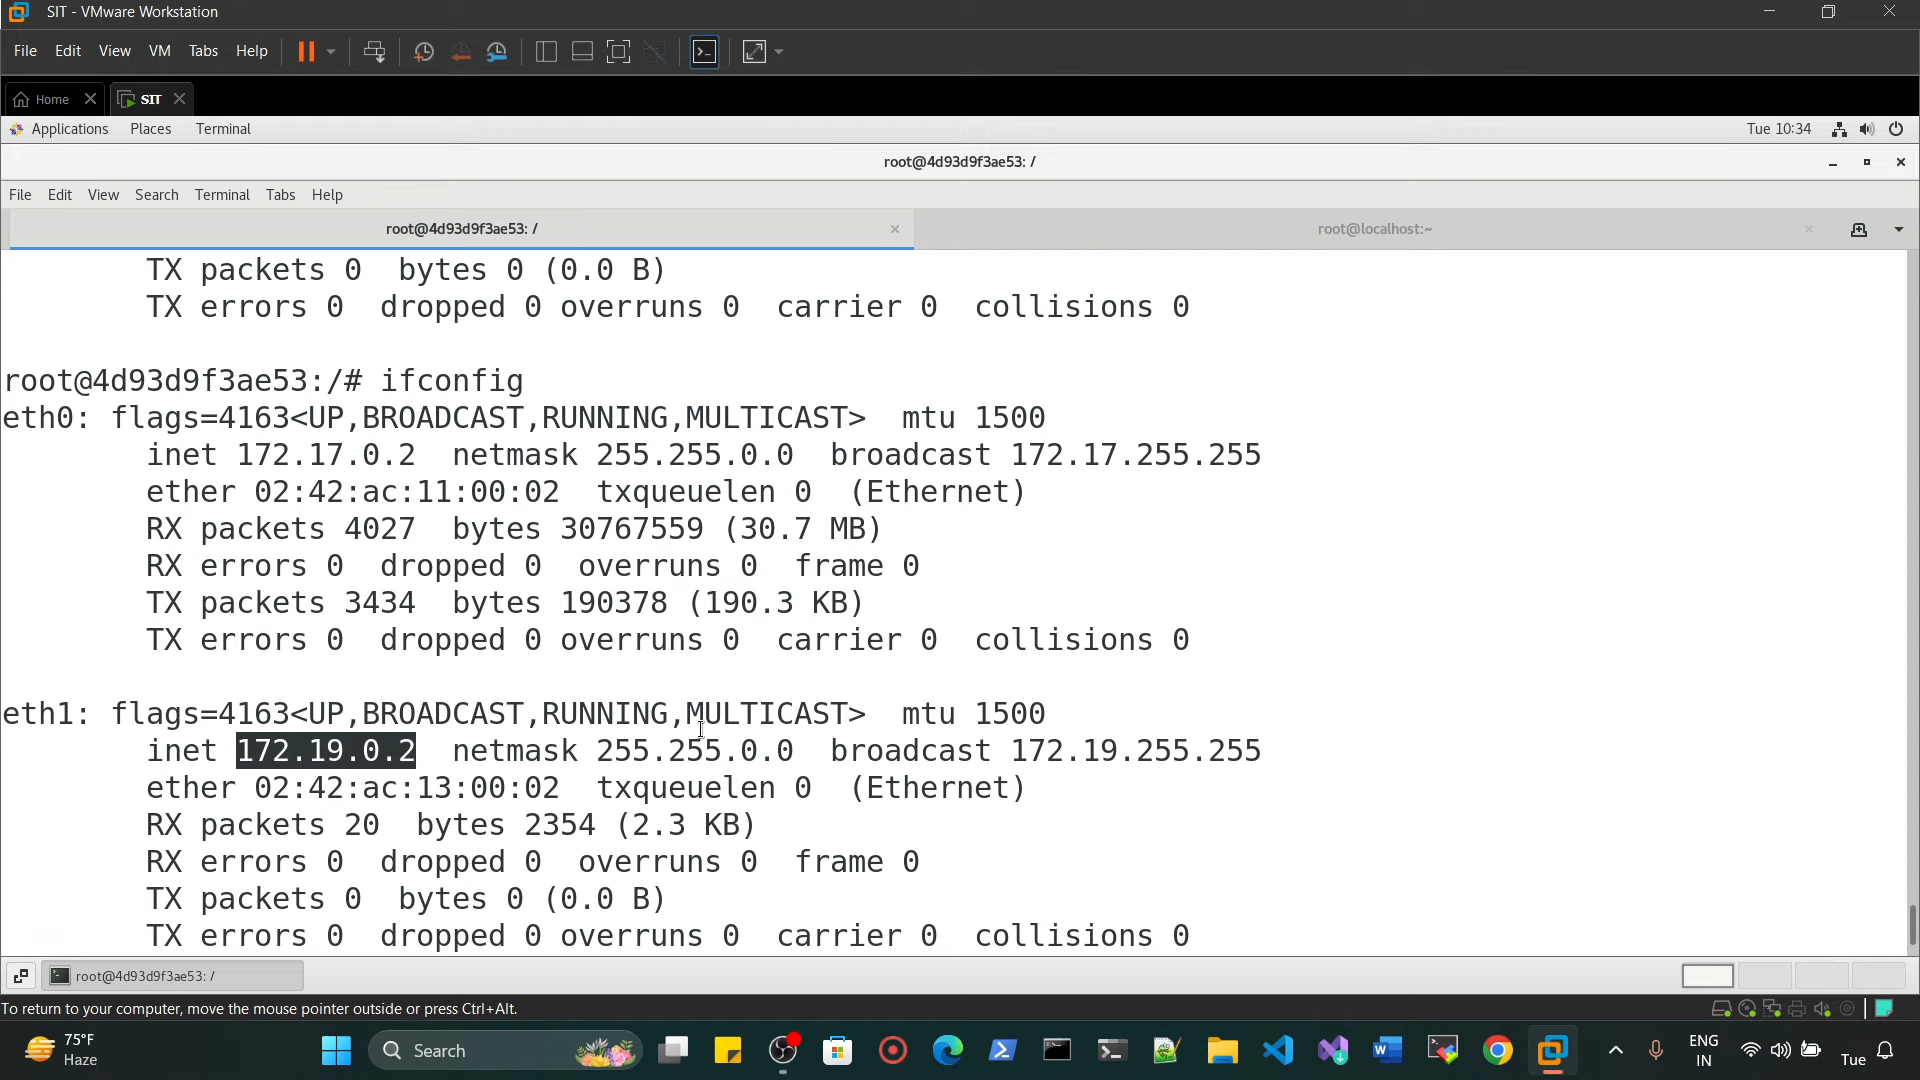 SIT - VMware Workstation
File Edit View VM Tabs Help
Home SIT
Applications Places Terminal Tue 10:34
root@4d93d9f3ae53: /
File Edit View Search Terminal Tabs Help
root@4d93d9f3ae53: / root@localhost:~
TX packets 0  bytes 0 (0.0 B)
TX errors 0  dropped 0 overruns 0  carrier 0  collisions 0
root@4d93d9f3ae53:/# ifconfig
eth0: flags=4163<UP,BROADCAST,RUNNING,MULTICAST>  mtu 1500
inet 172.17.0.2  netmask 255.255.0.0  broadcast 172.17.255.255
ether 02:42:ac:11:00:02  txqueuelen 0  (Ethernet)
RX packets 4027  bytes 30767559 (30.7 MB)
RX errors 0  dropped 0  overruns 0  frame 0
TX packets 3434  bytes 190378 (190.3 KB)
TX errors 0  dropped 0 overruns 0  carrier 0  collisions 0
eth1: flags=4163<UP,BROADCAST,RUNNING,MULTICAST>  mtu 1500
inet 172.19.0.2  netmask 255.255.0.0  broadcast 172.19.255.255
ether 02:42:ac:13:00:02  txqueuelen 0  (Ethernet)
RX packets 20  bytes 2354 (2.3 KB)
RX errors 0  dropped 0  overruns 0  frame 0
TX packets 0  bytes 0 (0.0 B)
TX errors 0  dropped 0 overruns 0  carrier 0  collisions 0
root@4d93d9f3ae53: /
To return to your computer, move the mouse pointer outside or press Ctrl+Alt.
75°F
Haze
Search
ENG
IN
Tue